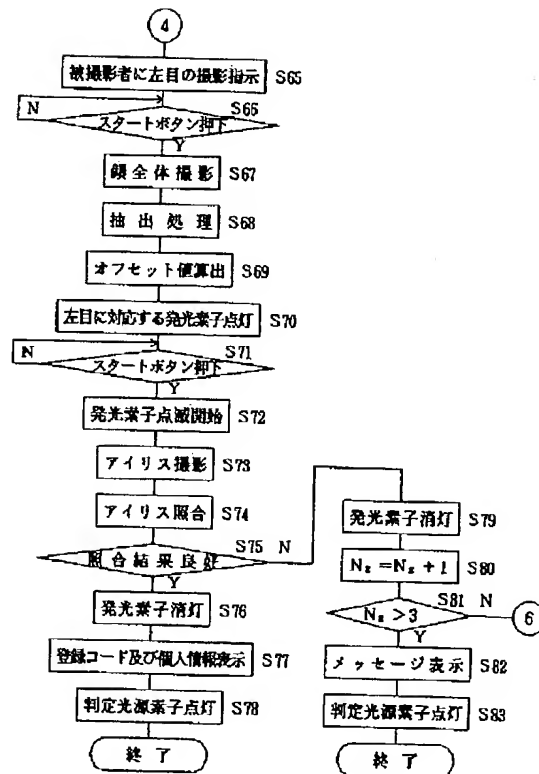 4
被撮影者に左目の撮影指示 S65
N S66
スタートボタン押下
Y
顔全体撮影 S67
抽出処理 S68
オフセット値算出 S69
左目に対応する発光素子点灯 S70
N S71
スタートボタン押下
Y
発光素子点滅開始 S72
アイリス撮影 S73
アイリス照合 S74
S75 N
照合結果良好
Y
発光素子消灯 S76
登録コード及び個人情報表示 S77
判定光源素子点灯 S78
終了
発光素子消灯 S79
N₂=N₂+1 S80
S81 N
N₂>3
6
Y
メッセージ表示 S82
判定光源素子点灯 S83
終了